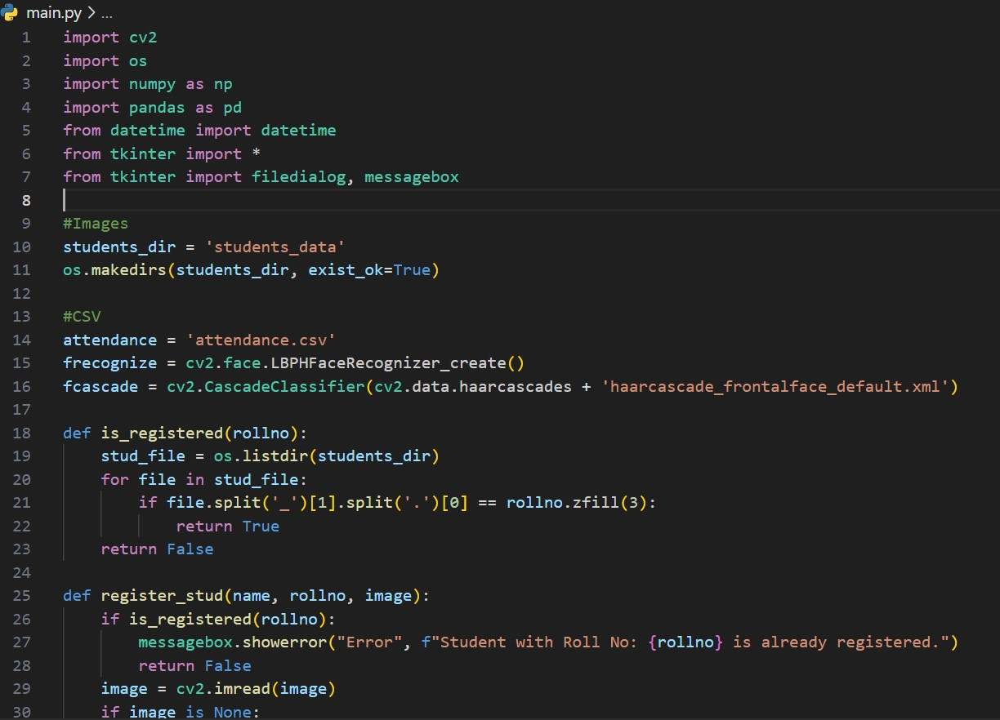 main.py > ...
1 import cv2
2 import os
3 import numpy as np
4 import pandas as pd
5 from datetime import datetime
6 from tkinter import *
7 from tkinter import filedialog, messagebox
8
9 #Images
10 students_dir = 'students_data'
11 os.makedirs(students_dir, exist_ok=True)
12
13 #CSV
14 attendance = 'attendance.csv'
15 frecognize = cv2.face.LBPHFaceRecognizer_create()
16 fcascade = cv2.CascadeClassifier(cv2.data.haarcascades + 'haarcascade_frontalface_default.xml')
17
18 def is_registered(rollno):
19     stud_file = os.listdir(students_dir)
20     for file in stud_file:
21         if file.split('_')[1].split('.')[0] == rollno.zfill(3):
22             return True
23     return False
24
25 def register_stud(name, rollno, image):
26     if is_registered(rollno):
27         messagebox.showerror("Error", f"Student with Roll No: {rollno} is already registered.")
28         return False
29     image = cv2.imread(image)
30     if image is None: